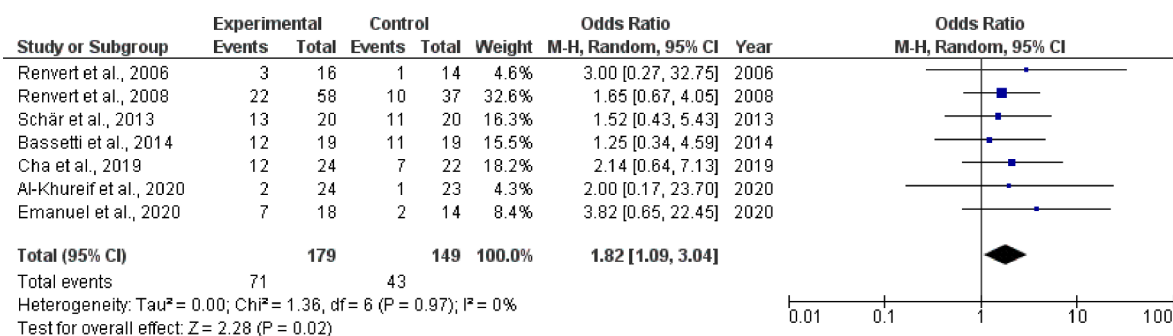 Experimental Control Odds Ratio Odds Ratio
Study or Subgroup Events Total Events Total Weight M-H, Random, 95% CI Year M-H, Random, 95% CI
Renvert et al., 2006 3 16 1 14 4.6% 3.00 [0.27, 32.75] 2006
Renvert et al., 2008 22 58 10 37 32.6% 1.65 [0.67, 4.05] 2008
Schär et al., 2013 13 20 11 20 16.3% 1.52 [0.43, 5.43] 2013
Bassetti et al., 2014 12 19 11 19 15.5% 1.25 [0.34, 4.59] 2014
Cha et al., 2019 12 24 7 22 18.2% 2.14 [0.64, 7.13] 2019
Al-Khureif et al., 2020 2 24 1 23 4.3% 2.00 [0.17, 23.70] 2020
Emanuel et al., 2020 7 18 2 14 8.4% 3.82 [0.65, 22.45] 2020
Total (95% CI) 179 149 100.0% 1.82 [1.09, 3.04]
Total events 71 43
Heterogeneity: Tau² = 0.00; Chi² = 1.36, df = 6 (P = 0.97); I² = 0%
Test for overall effect: Z = 2.28 (P = 0.02)
0.01 0.1 1 10 100